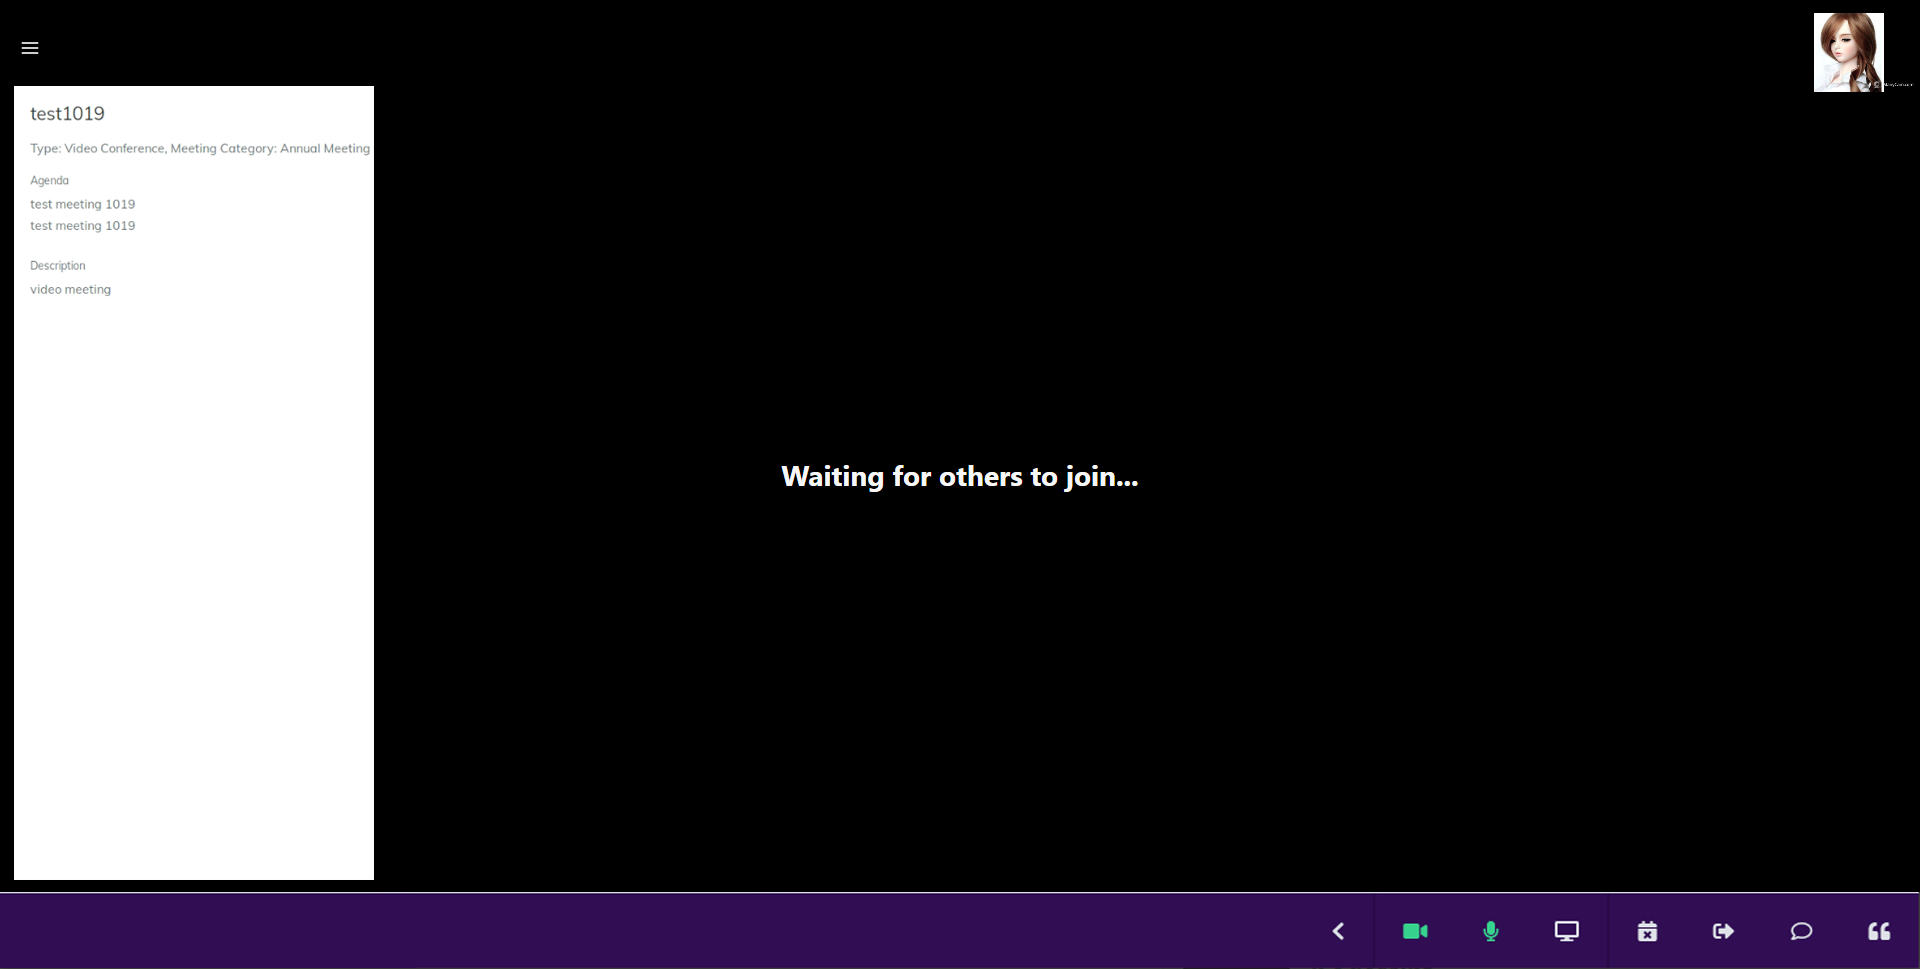 test1019
Type: Video Conference, Meeting Category: Annual Meeting
Agenda
test meeting 1019
test meeting 1019
Description
video meeting
Waiting for others to join...